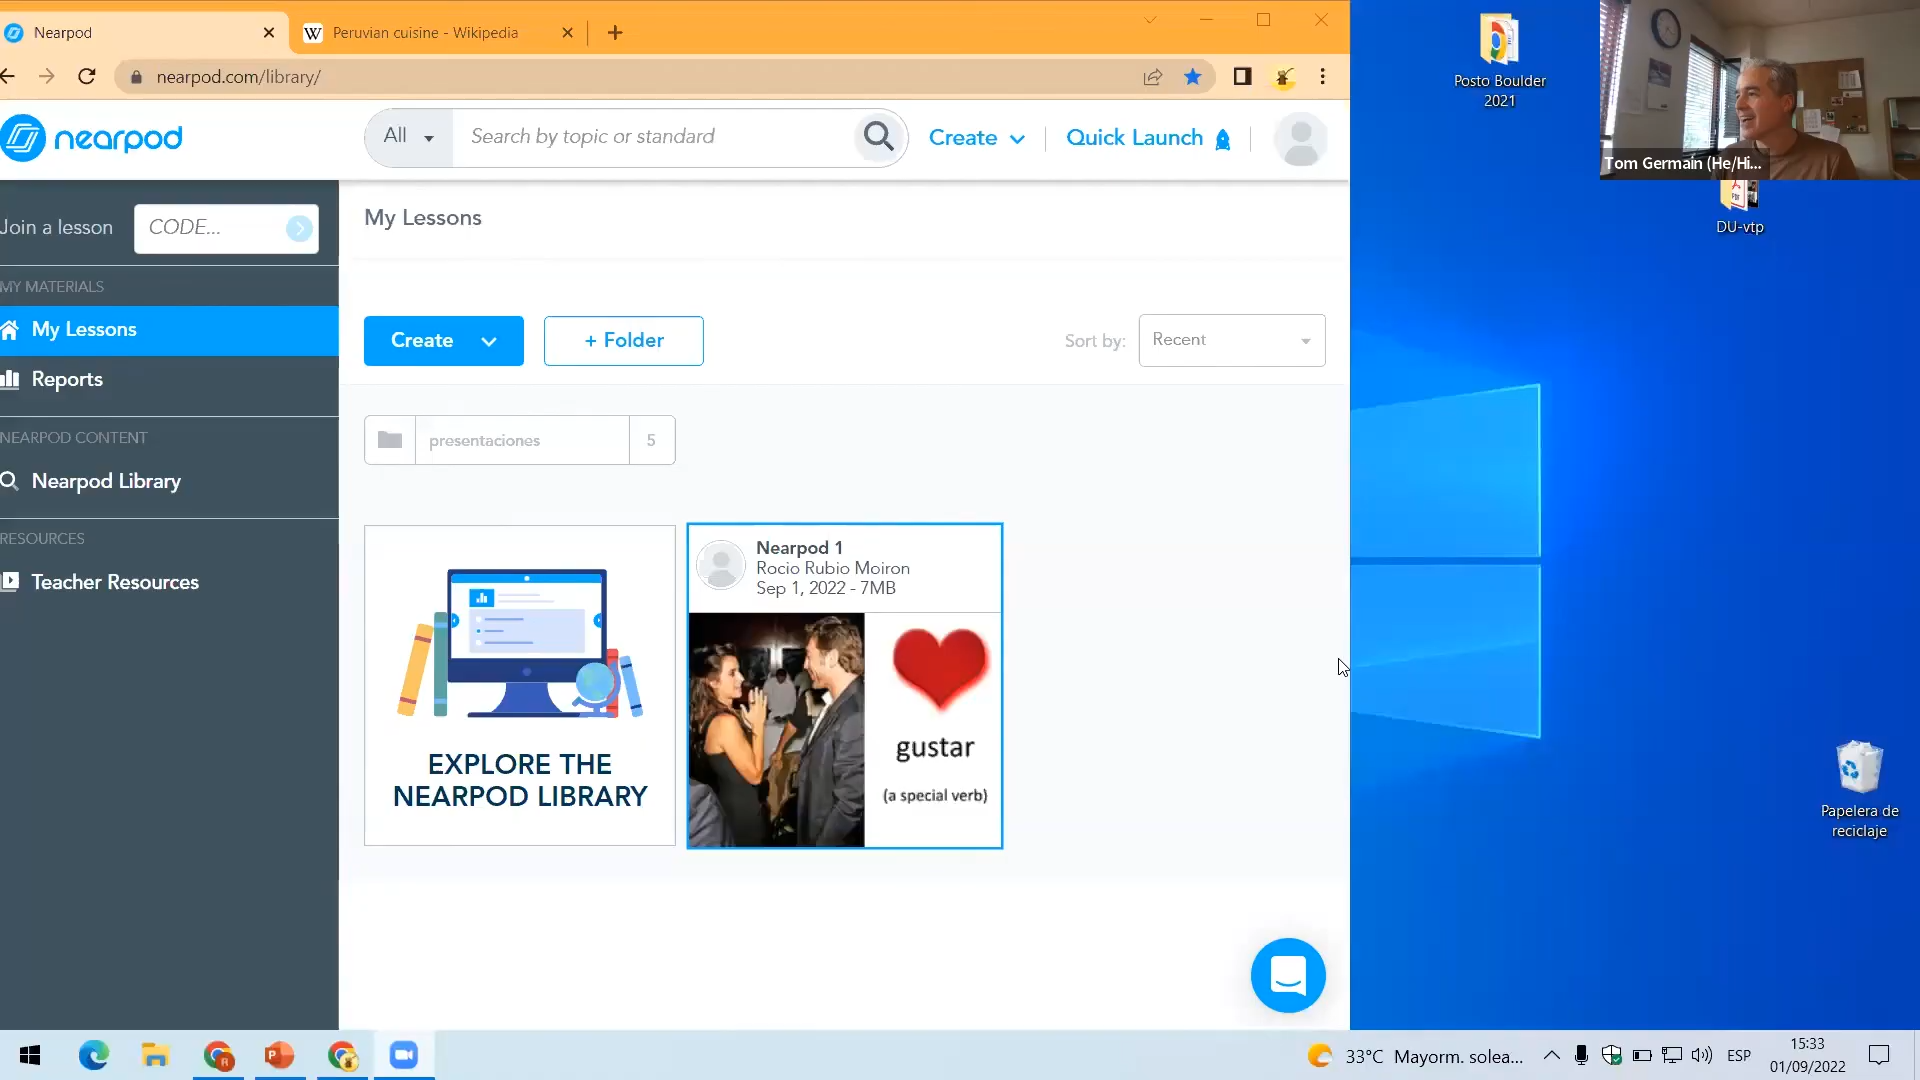 Nearpod
W Peruvian cuisine - Wikipedia
nearpod.com/library/
nearpod
All
Search by topic or standard
Create
Quick Launch
Join a lesson
CODE...
MY MATERIALS
My Lessons
Reports
NEARPOD CONTENT
Nearpod Library
RESOURCES
Teacher Resources
My Lessons
Create
+ Folder
Sort by:
Recent
presentaciones
5
EXPLORE THE
NEARPOD LIBRARY
Nearpod 1
Rocio Rubio Moiron
Sep 1, 2022 - 7MB
gustar
(a special verb)
Posto Boulder
2021
Tom Germain (He/Hi...
PDF
DU-vtp
Papelera de
reciclaje
R
P
33°C Mayorm. solea...
ESP
15:33
01/09/2022